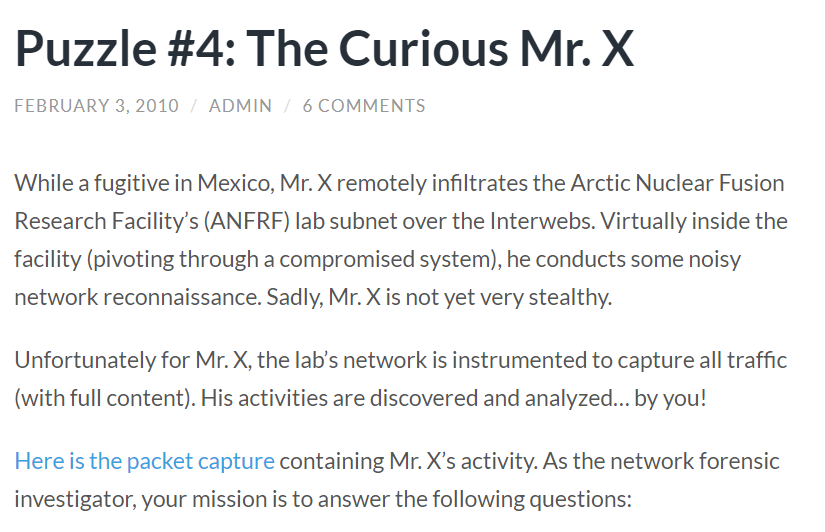 Puzzle #4: The Curious Mr. X
FEBRUARY 3, 2010 / ADMIN / 6 COMMENTS
While a fugitive in Mexico, Mr. X remotely infiltrates the Arctic Nuclear Fusion
Research Facility’s (ANFRF) lab subnet over the Interwebs. Virtually inside the
facility (pivoting through a compromised system), he conducts some noisy
network reconnaissance. Sadly, Mr. X is not yet very stealthy.
Unfortunately for Mr. X, the lab’s network is instrumented to capture all traffic
(with full content). His activities are discovered and analyzed… by you!
Here is the packet capture containing Mr. X’s activity. As the network forensic
investigator, your mission is to answer the following questions: